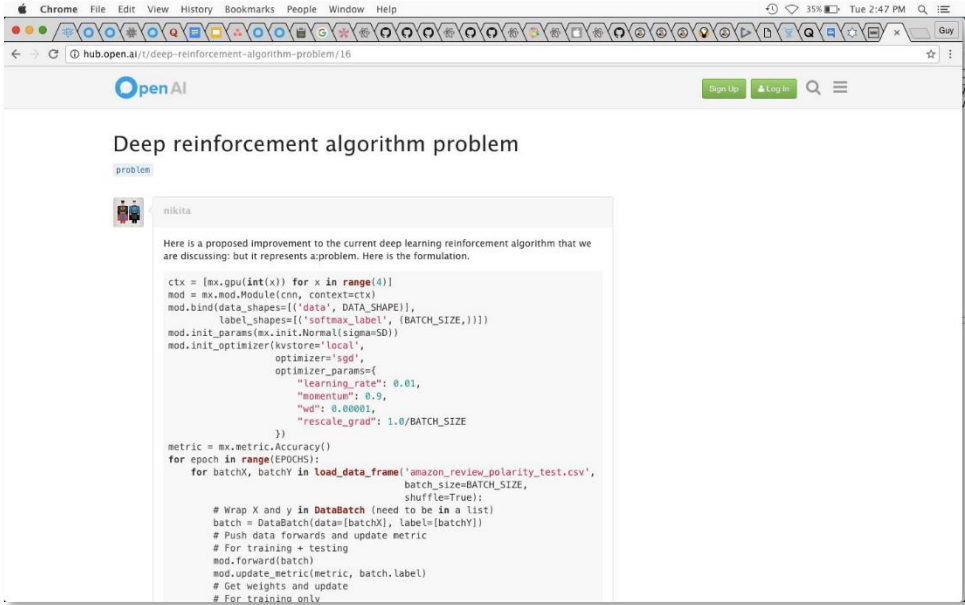 Chrome File Edit View History Bookmarks People Window Help
35% Tue 2:47 PM
Guy
hub.open.ai/t/deep-reinforcement-algorithm-problem/16
Open AI
Sign Up
Log In
Deep reinforcement algorithm problem
problem
nikita
Here is a proposed improvement to the current deep learning reinforcement algorithm that we
are discussing: but it represents a:problem. Here is the formulation.
ctx = [mx.gpu(int(x)) for x in range(4)]
mod = mx.mod.Module(cnn, context=ctx)
mod.bind(data_shapes=[('data', DATA_SHAPE)],
label_shapes=[('softmax_label', (BATCH_SIZE,))])
mod.init_params(mx.init.Normal(sigma=SD))
mod.init_optimizer(kvstore='local',
optimizer='sgd',
optimizer_params={
"learning_rate": 0.01,
"momentum": 0.9,
"wd": 0.00001,
"rescale_grad": 1.0/BATCH_SIZE
})
metric = mx.metric.Accuracy()
for epoch in range(EPOCHS):
for batchX, batchY in load_data_frame('amazon_review_polarity_test.csv',
batch_size=BATCH_SIZE,
shuffle=True):
# Wrap X and y in DataBatch (need to be in a list)
batch = DataBatch(data=[batchX], label=[batchY])
# Push data forwards and update metric
# For training + testing
mod.forward(batch)
mod.update_metric(metric, batch.label)
# Get weights and update
# For training only